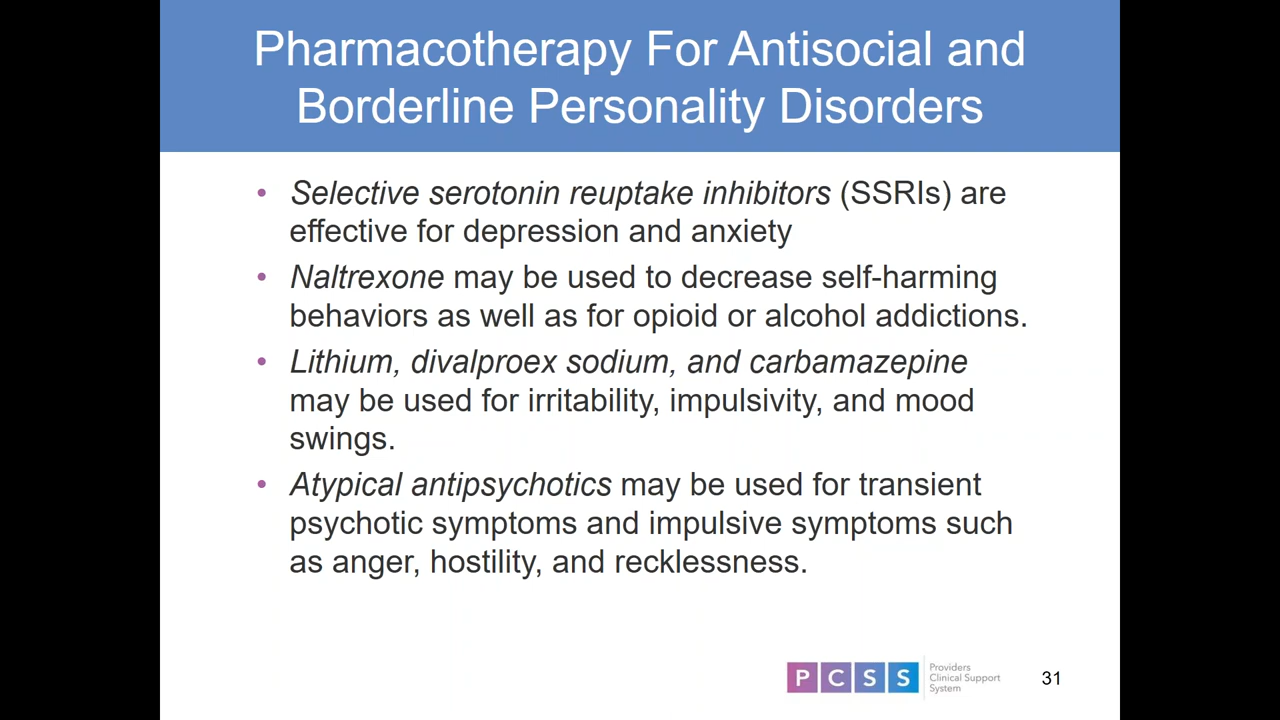 Pharmacotherapy For Antisocial and
Borderline Personality Disorders
• Selective serotonin reuptake inhibitors (SSRIs) are
effective for depression and anxiety
• Naltrexone may be used to decrease self-harming
behaviors as well as for opioid or alcohol addictions.
• Lithium, divalproex sodium, and carbamazepine
may be used for irritability, impulsivity, and mood
swings.
• Atypical antipsychotics may be used for transient
psychotic symptoms and impulsive symptoms such
as anger, hostility, and recklessness.
PCSS
Providers
Clinical Support
System
31